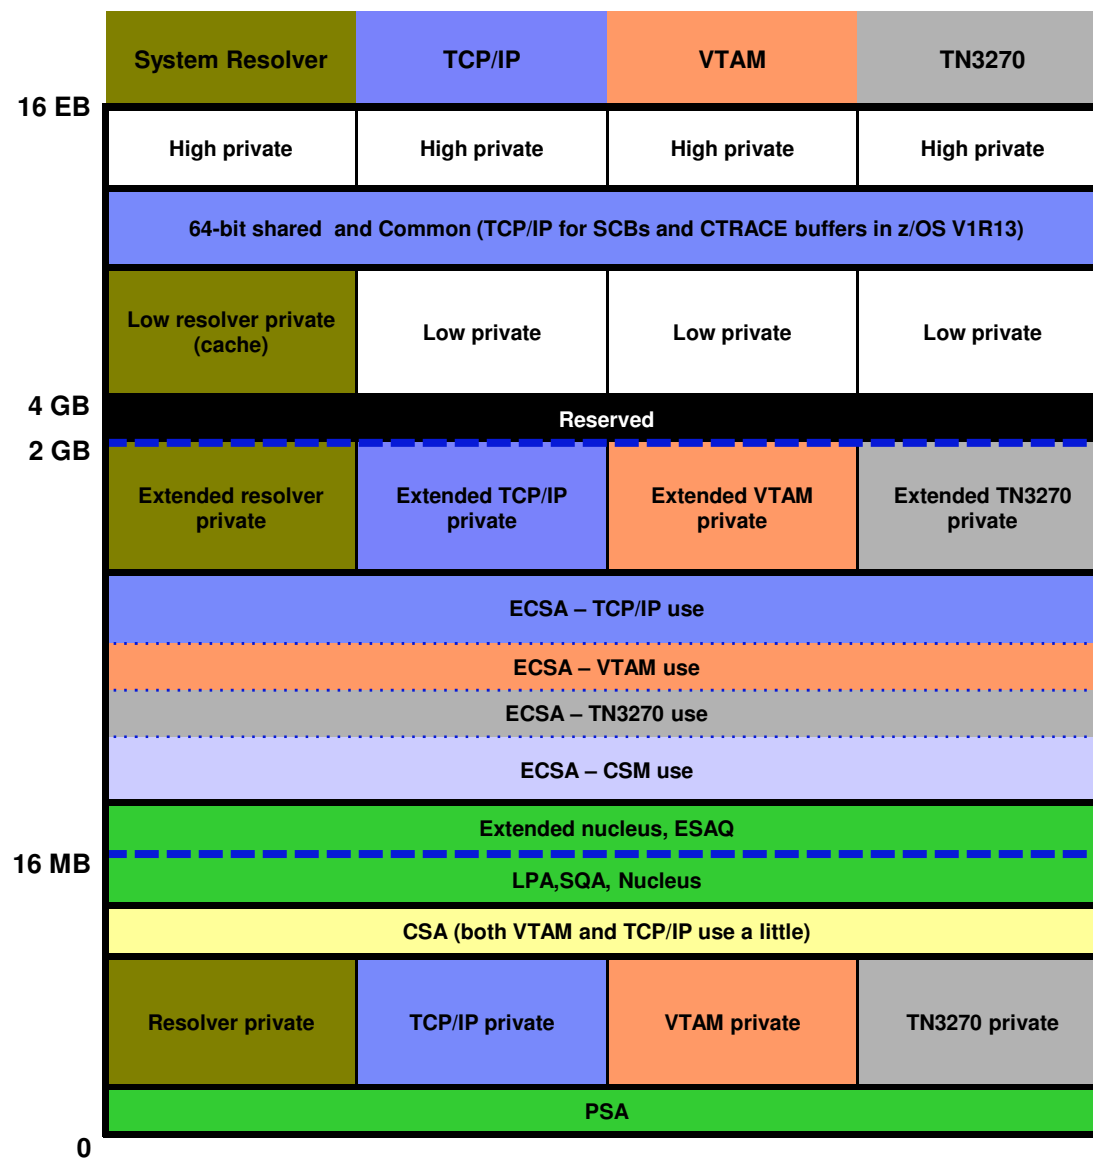 System Resolver
TCP/IP
VTAM
TN3270
16 EB
High private
High private
High private
High private
64-bit shared  and Common (TCP/IP for SCBs and CTRACE buffers in z/OS V1R13)
Low resolver private
(cache)
Low private
Low private
Low private
4 GB
Reserved
2 GB
Extended resolver
private
Extended TCP/IP
private
Extended VTAM
private
Extended TN3270
private
ECSA – TCP/IP use
ECSA – VTAM use
ECSA – TN3270 use
ECSA – CSM use
Extended nucleus, ESAQ
16 MB
LPA,SQA, Nucleus
CSA (both VTAM and TCP/IP use a little)
Resolver private
TCP/IP private
VTAM private
TN3270 private
PSA
0